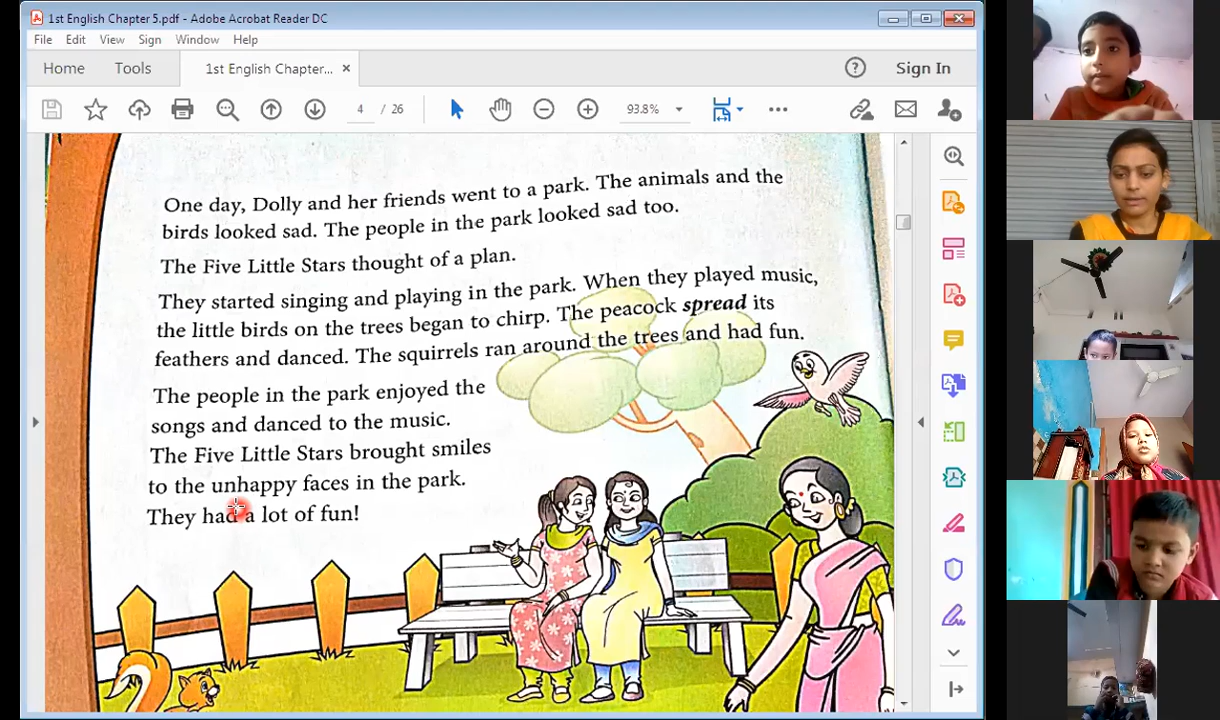 1st English Chapter 5.pdf - Adobe Acrobat Reader DC
File Edit View Sign Window Help
Home Tools 1st English Chapter... × Sign In
4 / 26 93.8%
One day, Dolly and her friends went to a park. The animals and the
birds looked sad. The people in the park looked sad too.
The Five Little Stars thought of a plan.
They started singing and playing in the park. When they played music,
the little birds on the trees began to chirp. The peacock spread its
feathers and danced. The squirrels ran around the trees and had fun.
The people in the park enjoyed the
songs and danced to the music.
The Five Little Stars brought smiles
to the unhappy faces in the park.
They had a lot of fun!